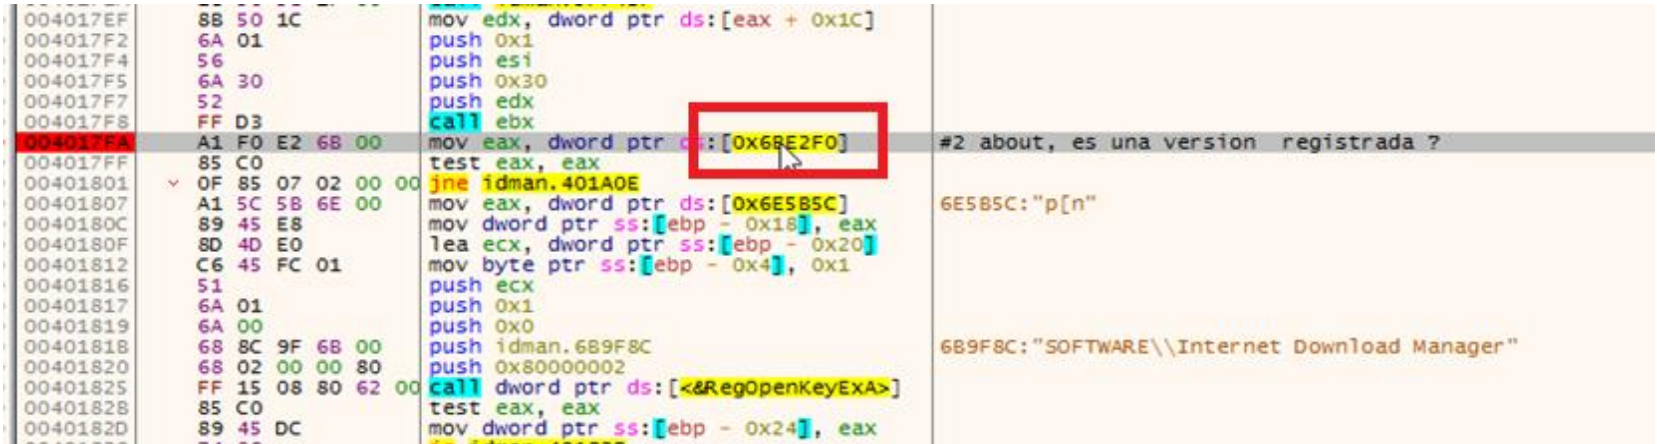 004017EF 8B 50 1C mov edx, dword ptr ds:[eax + 0x1C]
004017F2 6A 01 push 0x1
004017F4 56 push esi
004017F5 6A 30 push 0x30
004017F7 52 push edx
004017F8 FF D3 call ebx
004017FA A1 F0 E2 6B 00 mov eax, dword ptr ds:[0x6BE2F0] #2 about, es una version registrada ?
004017FF 85 C0 test eax, eax
00401801 0F 85 07 02 00 00 jne idman.401A0E
00401807 A1 5C 5B 6E 00 mov eax, dword ptr ds:[0x6E5B5C] 6E5B5C:"p[n"
0040180C 89 45 E8 mov dword ptr ss:[ebp - 0x18], eax
0040180F 8D 4D E0 lea ecx, dword ptr ss:[ebp - 0x20]
00401812 C6 45 FC 01 mov byte ptr ss:[ebp - 0x4], 0x1
00401816 51 push ecx
00401817 6A 01 push 0x1
00401819 6A 00 push 0x0
0040181B 68 8C 9F 6B 00 push idman.6B9F8C 6B9F8C:"SOFTWARE\\Internet Download Manager"
00401820 68 02 00 00 80 push 0x80000002
00401825 FF 15 08 80 62 00 call dword ptr ds:[<&RegOpenKeyExA>]
0040182B 85 C0 test eax, eax
0040182D 89 45 DC mov dword ptr ss:[ebp - 0x24], eax